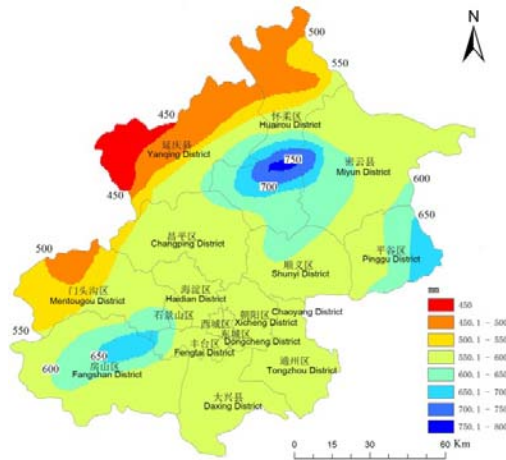 N
500
550
450
怀柔区
Huairou District
延庆县
Yanqing District
750
密云县
Miyun District
700
450
600
650
昌平区
Changping District
平谷区
Pinggu District
顺义区
Shunyi District
500
门头沟区
Mentougou District
海淀区
Haidian District
mm
450
450.1 - 500
500.1 - 550
550.1 - 600
600.1 - 650
650.1 - 700
700.1 - 750
750.1 - 800
石景山区
朝阳区
Chaoyang District
西城区
Xicheng District
东城区
Dongcheng District
丰台区
Fengtai District
550
600
650
房山区
Fangshan District
通州区
Tongzhou District
大兴县
Daxing District
0 15 30 60
Km